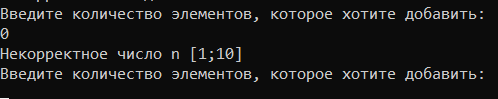 Введите количество элементов, которое хотите добавить:
0
Некорректное число n [1;10]
Введите количество элементов, которое хотите добавить: